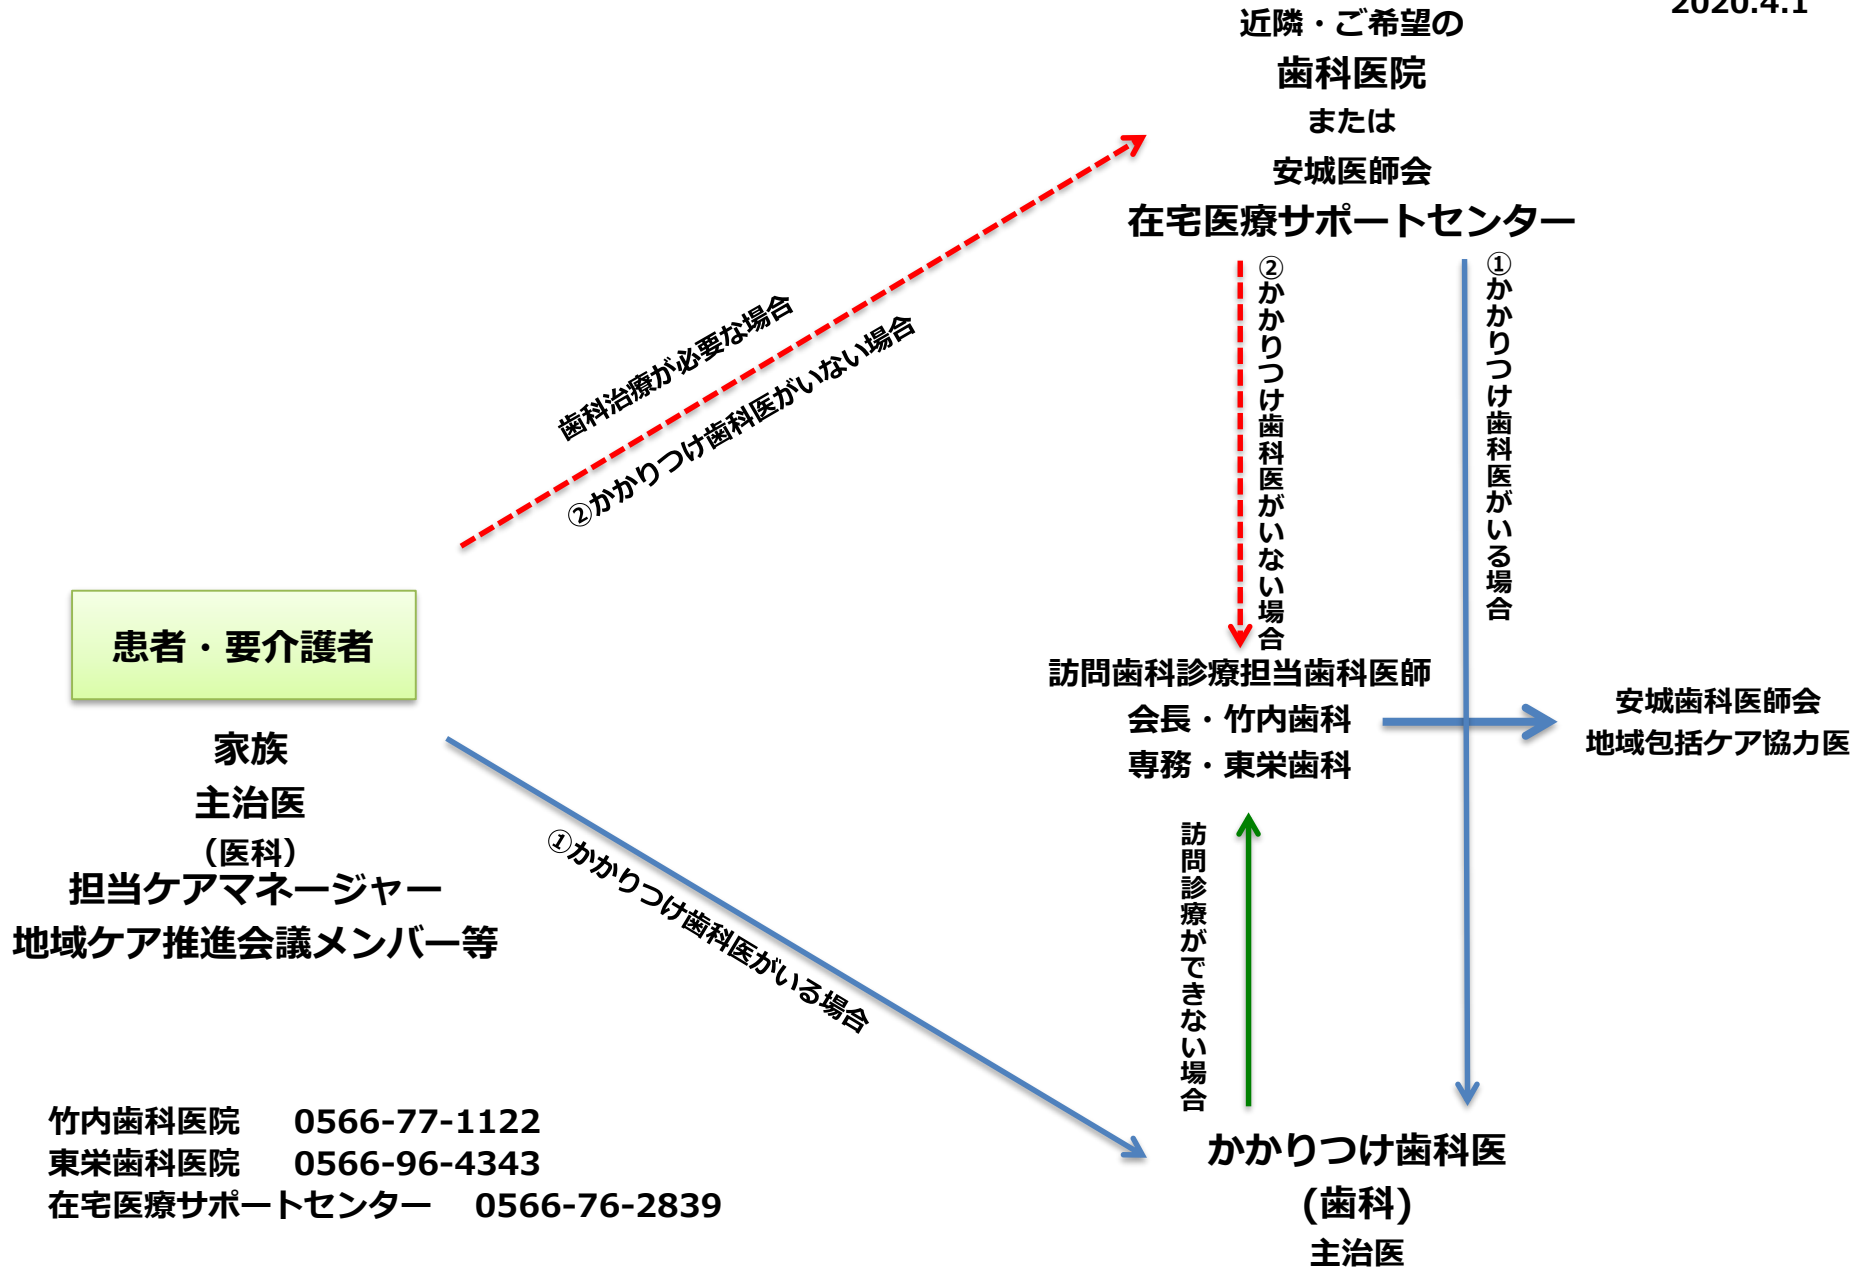 2020.4.1
近隣・ご希望の
歯科医院
または
安城医師会
在宅医療サポートセンター
歯科治療が必要な場合
②かかりつけ歯科医がいない場合
②かかりつけ歯科医がいない場合
①かかりつけ歯科医がいる場合
患者・要介護者
家族
主治医
（医科）
担当ケアマネージャー
地域ケア推進会議メンバー等
訪問歯科診療担当歯科医師
会長・竹内歯科
専務・東栄歯科
安城歯科医師会
地域包括ケア協力医
①かかりつけ歯科医がいる場合
訪問診療ができない場合
竹内歯科医院 0566-77-1122
東栄歯科医院 0566-96-4343
在宅医療サポートセンター 0566-76-2839
かかりつけ歯科医
(歯科)
主治医